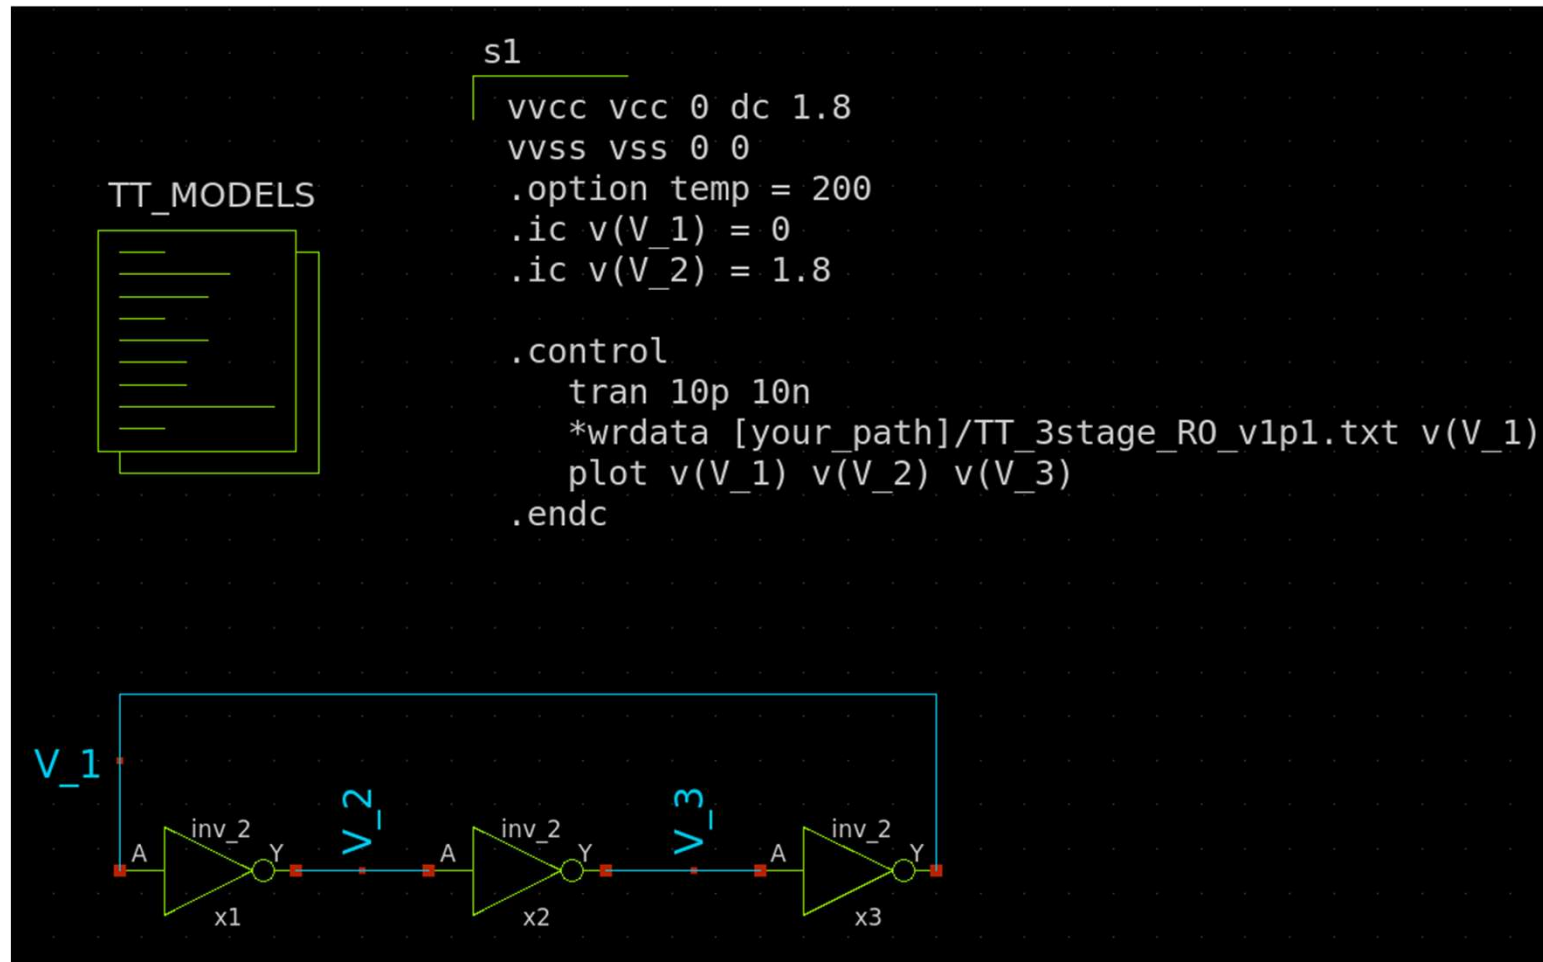 s1
vvcc vcc 0 dc 1.8
vvss vss 0 0
.option temp = 200
.ic v(V_1) = 0
.ic v(V_2) = 1.8
.control
tran 10p 10n
*wrdata [your_path]/TT_3stage_RO_v1p1.txt v(V_1)
plot v(V_1) v(V_2) v(V_3)
.endc
TT_MODELS
V_1
V_2
V_3
inv_2
inv_2
inv_2
A
Y
A
Y
A
Y
x1
x2
x3